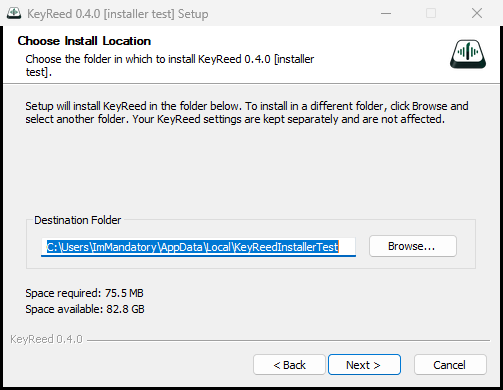 KeyReed 0.4.0 [installer test] Setup
Choose Install Location
Choose the folder in which to install KeyReed 0.4.0 [installer
test].
Setup will install KeyReed in the folder below. To install in a different folder, click Browse and
select another folder. Your KeyReed settings are kept separately and are not affected.
Destination Folder
C:\Users\ImMandatory\AppData\Local\KeyReedInstallerTest
Browse...
Space required: 75.5 MB
Space available: 82.8 GB
KeyReed 0.4.0
< Back
Next >
Cancel